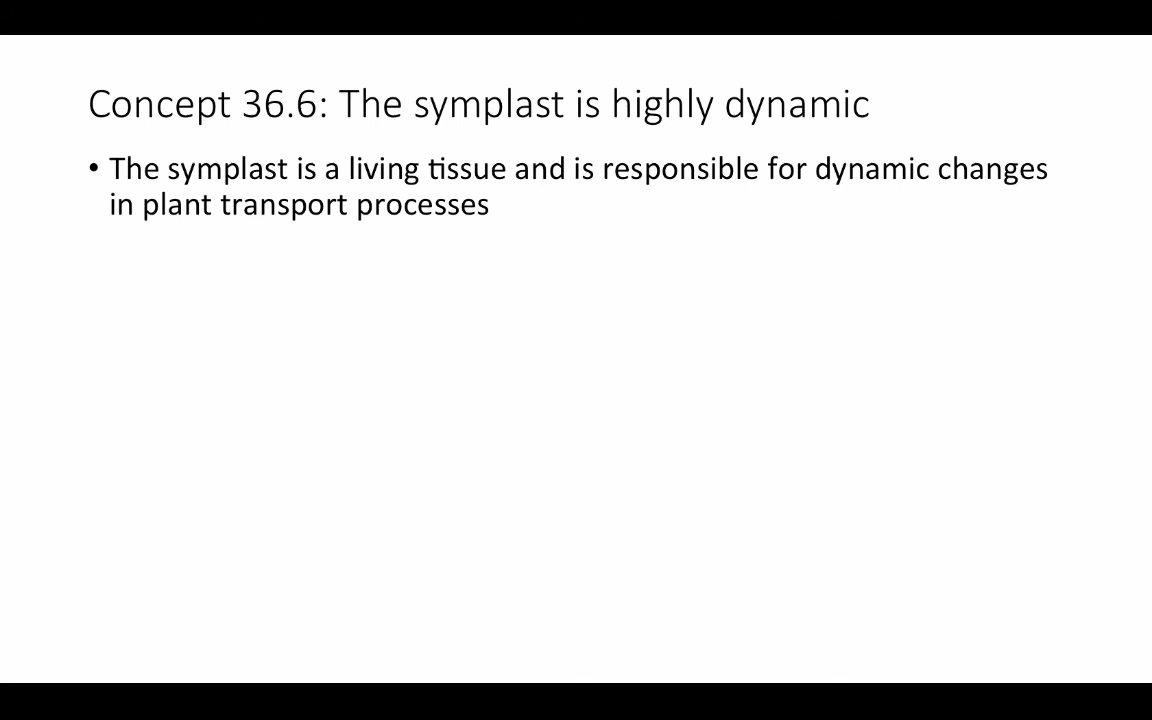 Concept 36.6: The symplast is highly dynamic
• The symplast is a living tissue and is responsible for dynamic changes
in plant transport processes